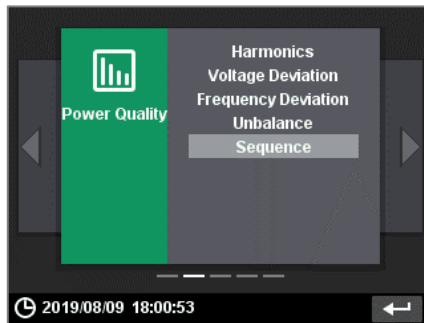 Power Quality
Harmonics
Voltage Deviation
Frequency Deviation
Unbalance
Sequence
2019/08/09 18:00:53